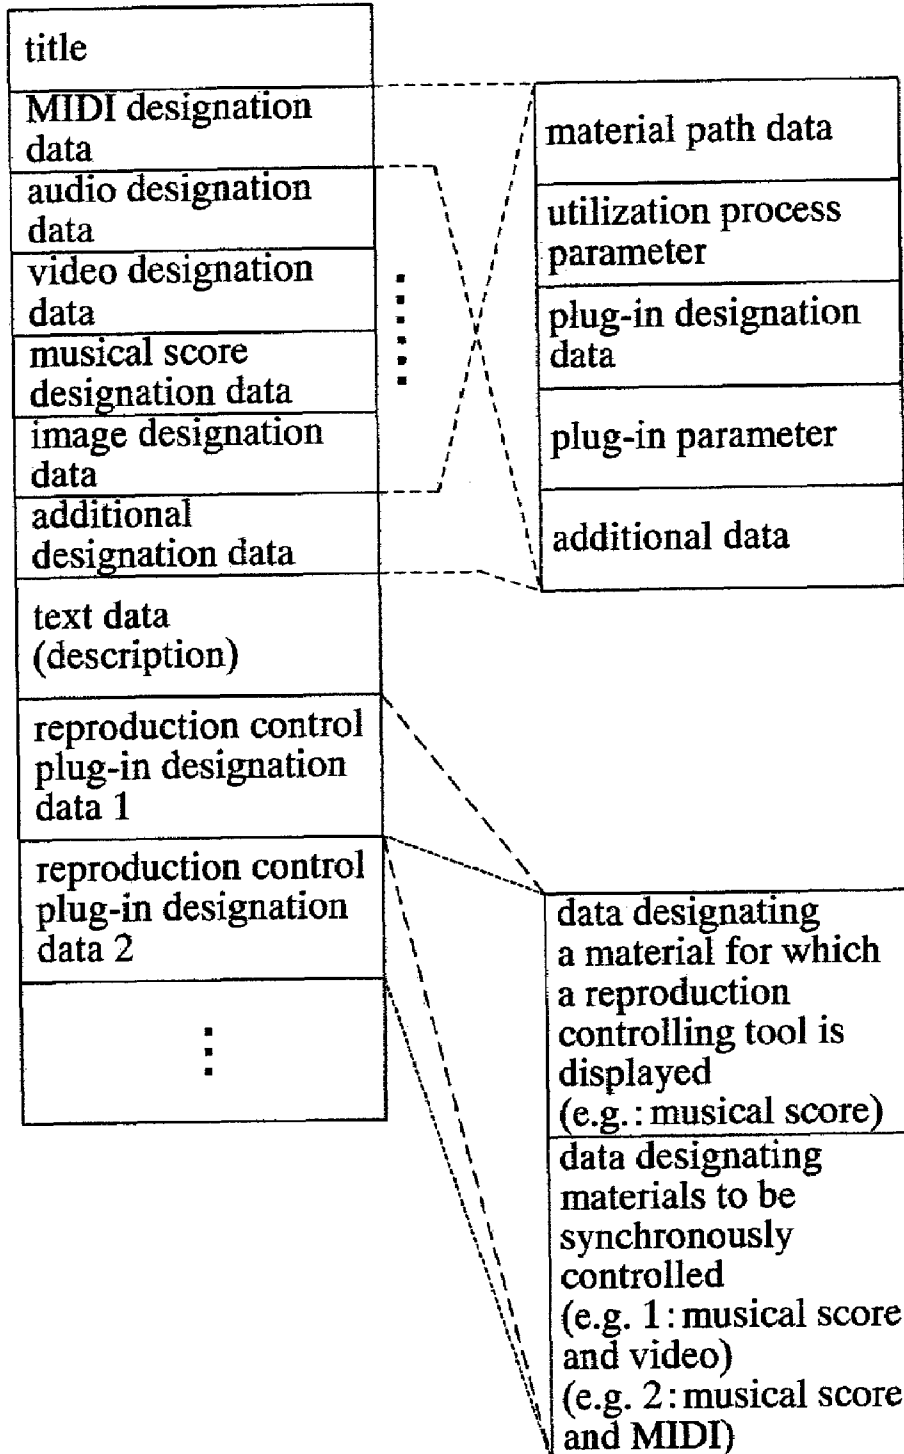 title
MIDI designation
data
audio designation
data
video designation
data
musical score
designation data
image designation
data
additional
designation data
text data
(description)
reproduction control
plug-in designation
data 1
reproduction control
plug-in designation
data 2
material path data
utilization process
parameter
plug-in designation
data
plug-in parameter
additional data
data designating
a material for which
a reproduction
controlling tool is
displayed
(e.g.: musical score)
data designating
materials to be
synchronously
controlled
(e.g. 1: musical score
and video)
(e.g. 2: musical score
and MIDI)